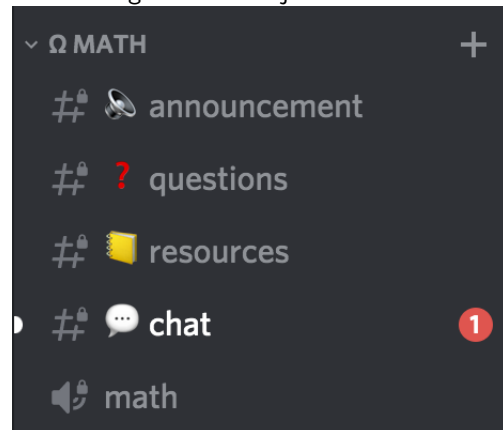 Ω MATH
announcement
? questions
resources
chat 1
math